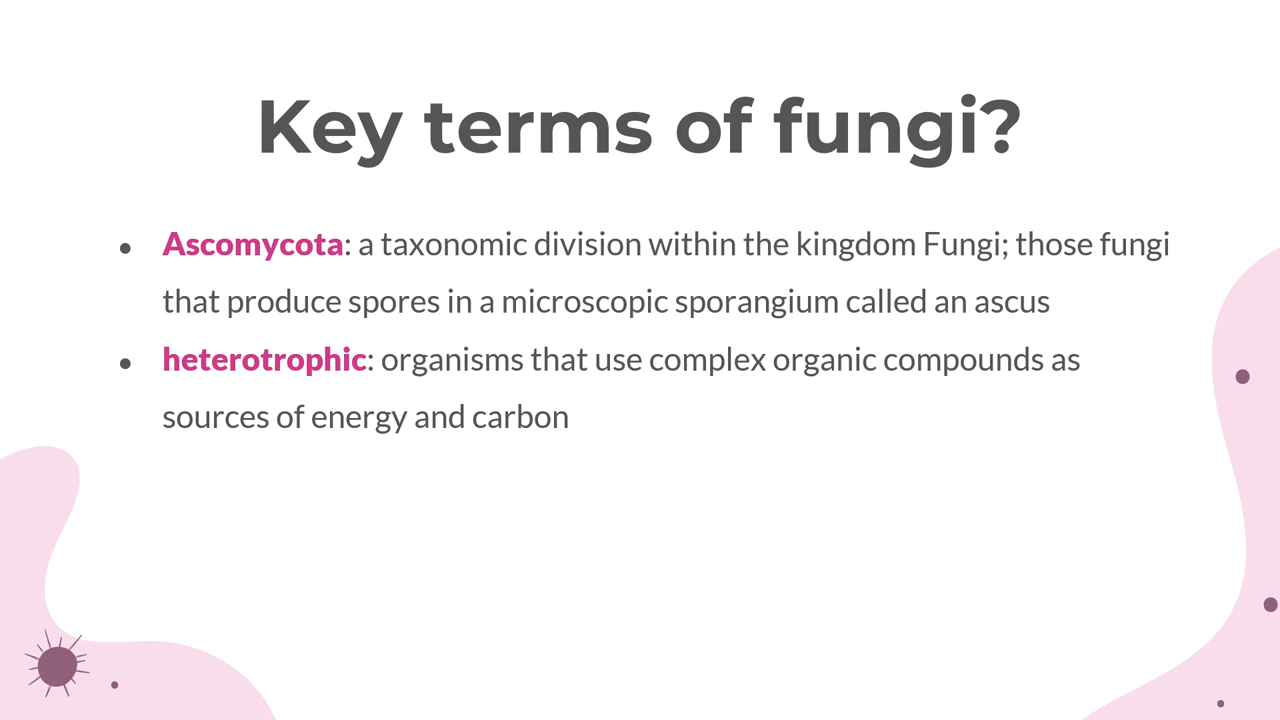 Key terms of fungi?
● Ascomycota: a taxonomic division within the kingdom Fungi; those fungi
that produce spores in a microscopic sporangium called an ascus
● heterotrophic: organisms that use complex organic compounds as
sources of energy and carbon